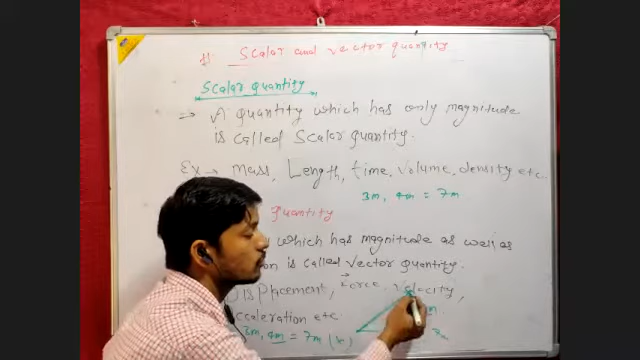 1) Scalar and vector quantity
Scalar quantity
⇒ A quantity which has only magnitude
is called Scalar quantity.
Ex → mass, Length, time, volume, density etc.
3m, 4m = 7m
quantity
which has magnitude as well as
is called Vector quantity.
Displacement, Force, velocity,
acceleration etc
3m, 4m = 7m (x)